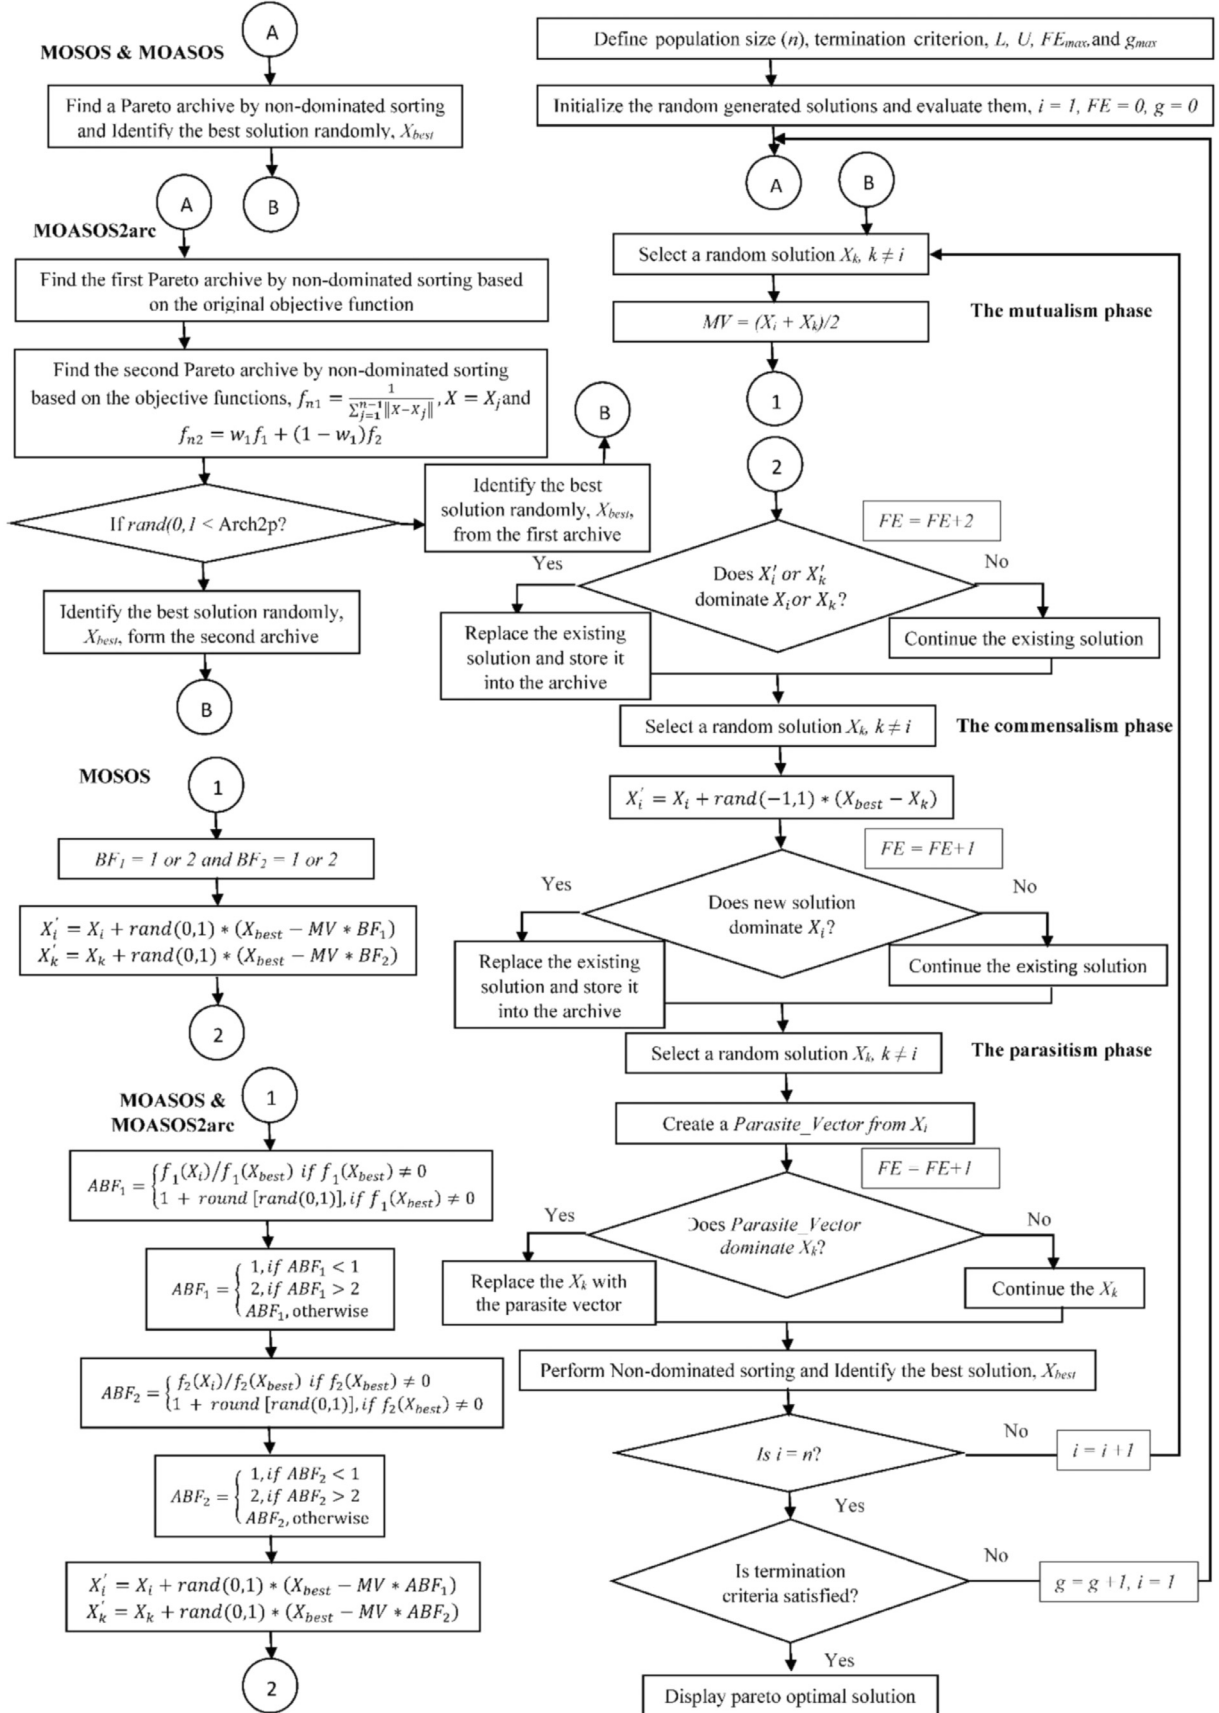 A
MOSOS & MOASOS
Find a Pareto archive by non-dominated sorting
and Identify the best solution randomly, X_best
B
A
MOASOS2arc
Find the first Pareto archive by non-dominated sorting based
on the original objective function
Find the second Pareto archive by non-dominated sorting
based on the objective functions, f_n1 = 1/(∑_{j=1}^{n−1}‖X−X_j‖), X = X_j and
f_n2 = w_1f_1 + (1 − w_1)f_2
If rand(0,1 < Arch2p?
Identify the best
solution randomly, X_best,
from the first archive
B
Identify the best solution randomly,
X_best, form the second archive
B
MOSOS
1
BF_1 = 1 or 2 and BF_2 = 1 or 2
X_i′ = X_i + rand(0,1) ∗ (X_best − MV ∗ BF_1)
X_k′ = X_k + rand(0,1) ∗ (X_best − MV ∗ BF_2)
2
MOASOS &
MOASOS2arc
1
ABF_1 = { f_1(X_i)/f_1(X_best) if f_1(X_best) ≠ 0
1 + round [rand(0,1)], if f_1(X_best) ≠ 0
1, if ABF_1 < 1
ABF_1 = { 2, if ABF_1 > 2
ABF_1, otherwise
ABF_2 = { f_2(X_i)/f_2(X_best) if f_2(X_best) ≠ 0
1 + round [rand(0,1)], if f_2(X_best) ≠ 0
1, if ABF_2 < 1
ABF_2 = { 2, if ABF_2 > 2
ABF_2, otherwise
X_i′ = X_i + rand(0,1) ∗ (X_best − MV ∗ ABF_1)
X_k′ = X_k + rand(0,1) ∗ (X_best − MV ∗ ABF_2)
2
Define population size (n), termination criterion, L, U, FE_max, and g_max
Initialize the random generated solutions and evaluate them, i = 1, FE = 0, g = 0
A
B
Select a random solution X_k, k ≠ i
The mutualism phase
MV = (X_i + X_k)/2
1
2
FE = FE+2
Yes
No
Does X_i′ or X_k′
dominate X_i or X_k?
Replace the existing
solution and store it
into the archive
Continue the existing solution
Select a random solution X_k, k ≠ i
The commensalism phase
X_i′ = X_i + rand(−1,1) ∗ (X_best − X_k)
FE = FE+1
Yes
No
Does new solution
dominate X_i?
Replace the existing
solution and store it
into the archive
Continue the existing solution
Select a random solution X_k, k ≠ i
The parasitism phase
Create a Parasite_Vector from X_i
FE = FE+1
Yes
No
Does Parasite_Vector
dominate X_k?
Replace the X_k with
the parasite vector
Continue the X_k
Perform Non-dominated sorting and Identify the best solution, X_best
Is i = n?
No
i = i +1
Yes
Is termination
criteria satisfied?
No
g = g +1, i = 1
Yes
Display pareto optimal solution